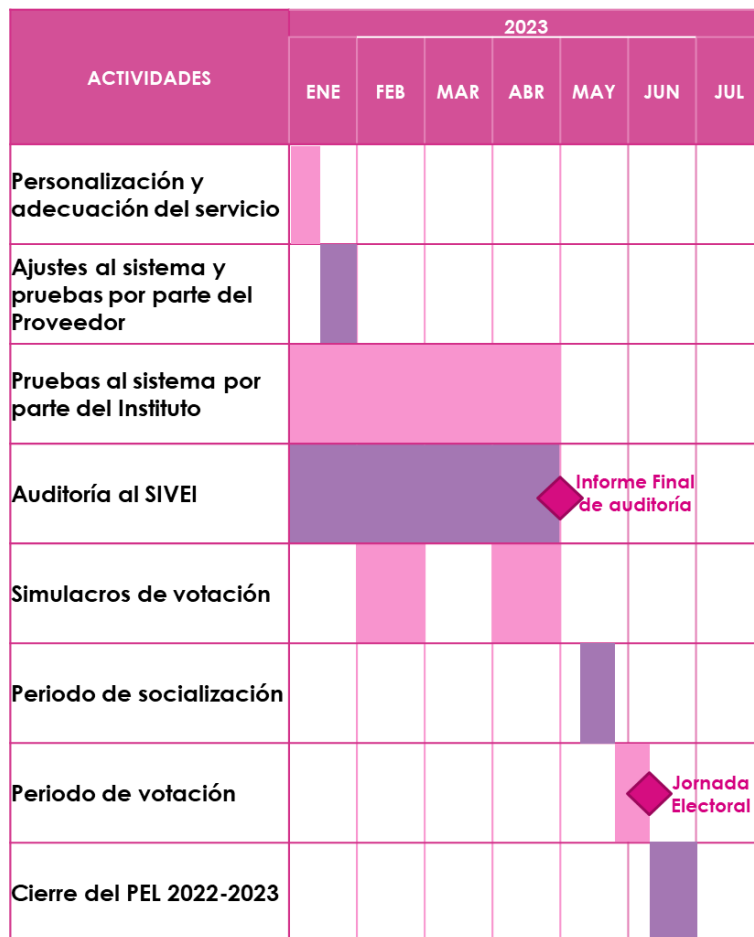 2023
ACTIVIDADES
ENE FEB MAR ABR MAY JUN JUL
Personalización y
adecuación del servicio
Ajustes al sistema y
pruebas por parte del
Proveedor
Pruebas al sistema por
parte del Instituto
Auditoría al SIVEI
Informe Final
de auditoría
Simulacros de votación
Periodo de socialización
Periodo de votación
Jornada
Electoral
Cierre del PEL 2022-2023